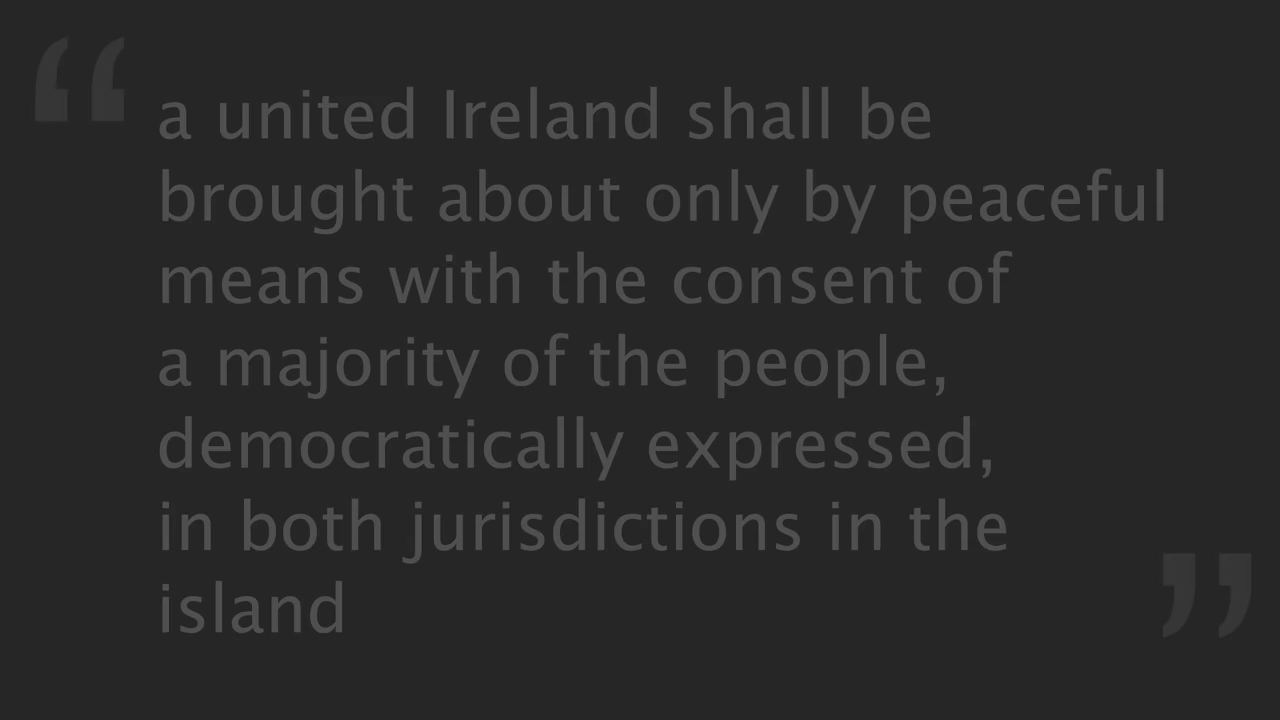 “a united Ireland shall be
brought about only by peaceful
means with the consent of
a majority of the people,
democratically expressed,
in both jurisdictions in the
island”